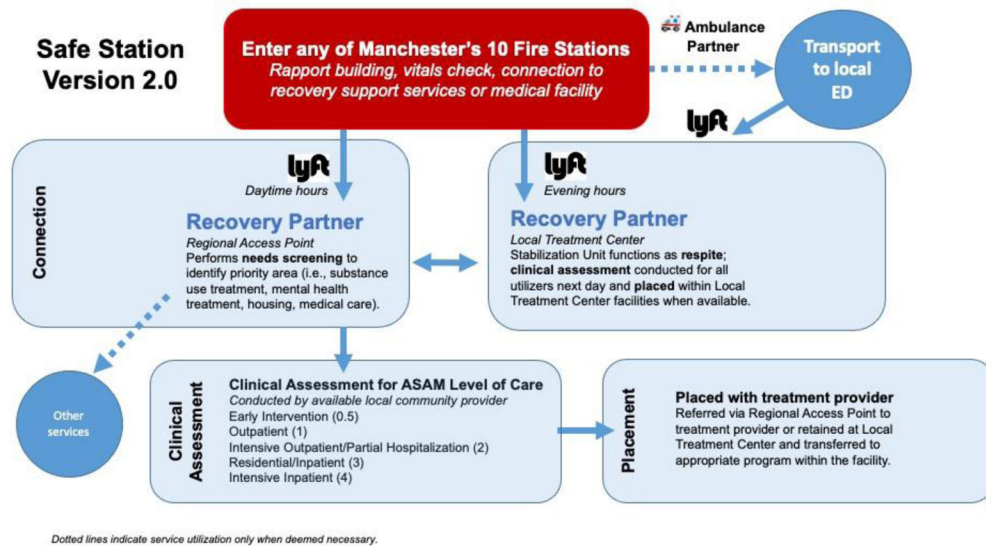 Safe Station
Version 2.0
Enter any of Manchester's 10 Fire Stations
Rapport building, vitals check, connection to
recovery support services or medical facility
Ambulance
Partner
Transport
to local
ED
lyft
lyft
Daytime hours
lyft
Evening hours
Connection
Recovery Partner
Regional Access Point
Performs needs screening to
identify priority area (i.e., substance
use treatment, mental health
treatment, housing, medical care).
Recovery Partner
Local Treatment Center
Stabilization Unit functions as respite;
clinical assessment conducted for all
utilizers next day and placed within Local
Treatment Center facilities when available.
Other
services
Clinical
Assessment
Clinical Assessment for ASAM Level of Care
Conducted by available local community provider
Early Intervention (0.5)
Outpatient (1)
Intensive Outpatient/Partial Hospitalization (2)
Residential/Inpatient (3)
Intensive Inpatient (4)
Placement
Placed with treatment provider
Referred via Regional Access Point to
treatment provider or retained at Local
Treatment Center and transferred to
appropriate program within the facility.
Dotted lines indicate service utilization only when deemed necessary.